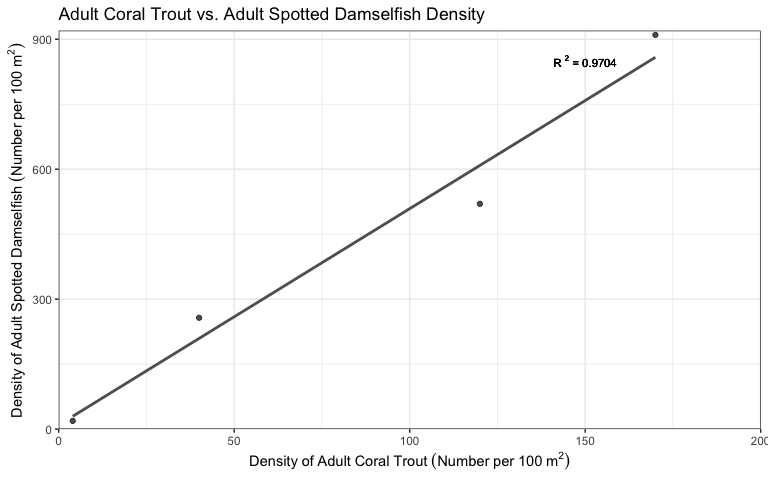 Adult Coral Trout vs. Adult Spotted Damselfish Density
900
R² = 0.9704
600
300
0
0 50 100 150 200
Density of Adult Spotted Damselfish (Number per 100 m²)
Density of Adult Coral Trout (Number per 100 m²)